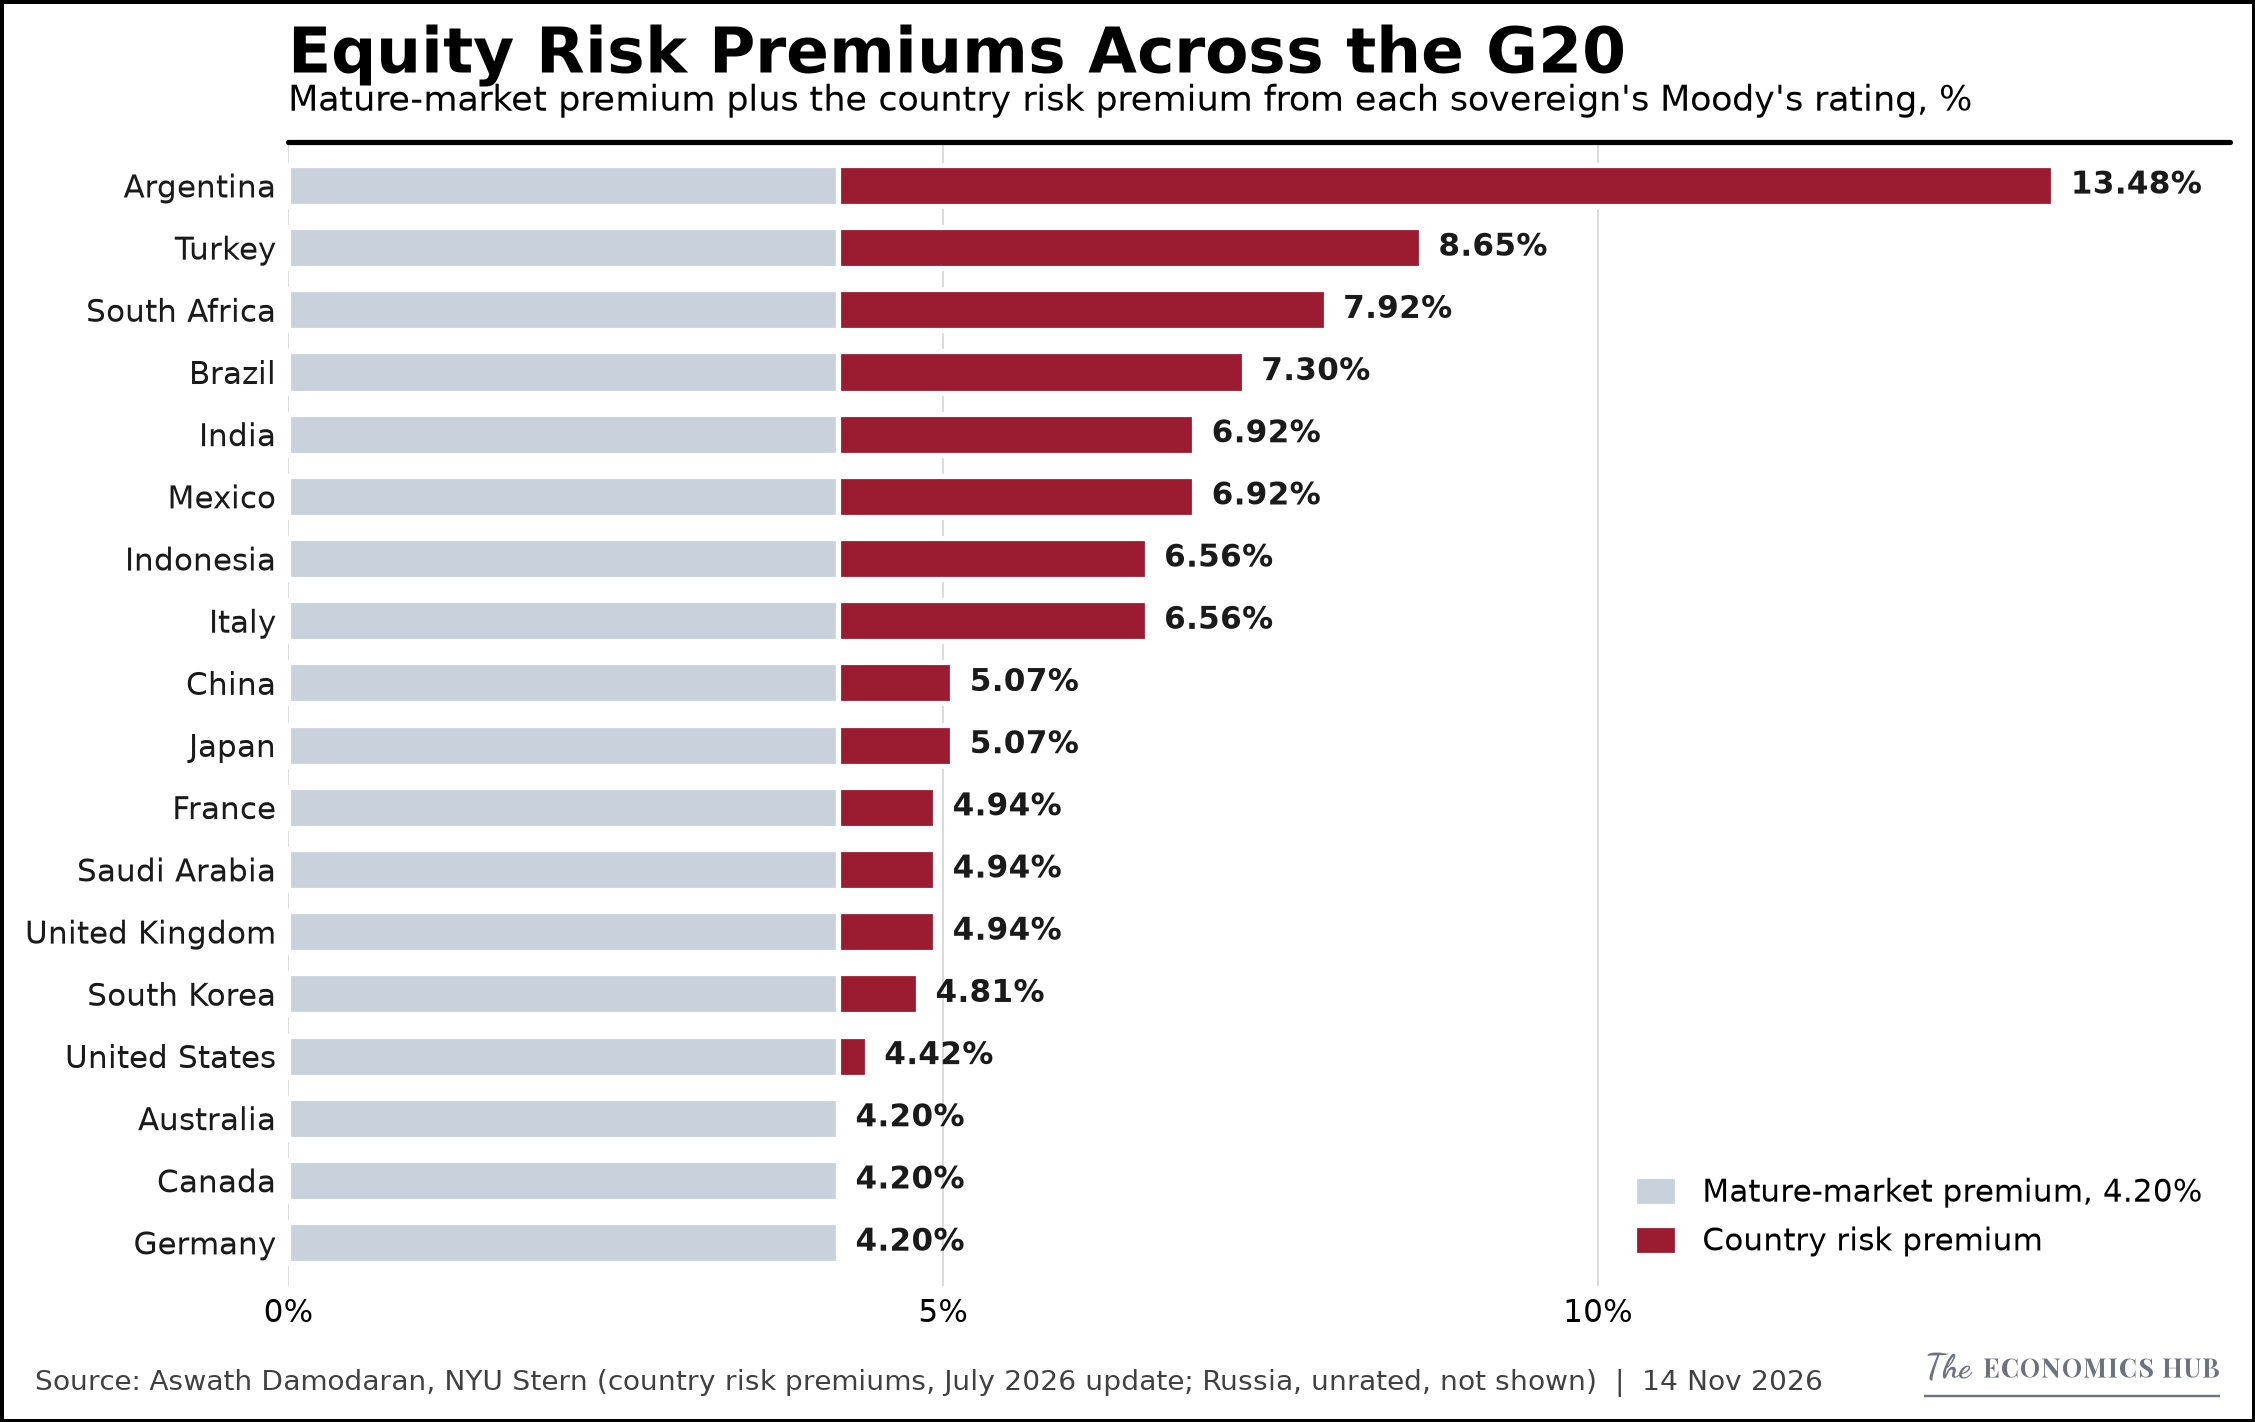 Equity Risk Premiums Across the G20
Mature-market premium plus the country risk premium from each sovereign's Moody's rating, %
Argentina 13.48%
Turkey 8.65%
South Africa 7.92%
Brazil 7.30%
India 6.92%
Mexico 6.92%
Indonesia 6.56%
Italy 6.56%
China 5.07%
Japan 5.07%
France 4.94%
Saudi Arabia 4.94%
United Kingdom 4.94%
South Korea 4.81%
United States 4.42%
Australia 4.20%
Canada 4.20%
Germany 4.20%
Mature-market premium, 4.20%
Country risk premium
0% 5% 10%
Source: Aswath Damodaran, NYU Stern (country risk premiums, July 2026 update; Russia, unrated, not shown) | 14 Nov 2026
The ECONOMICS HUB